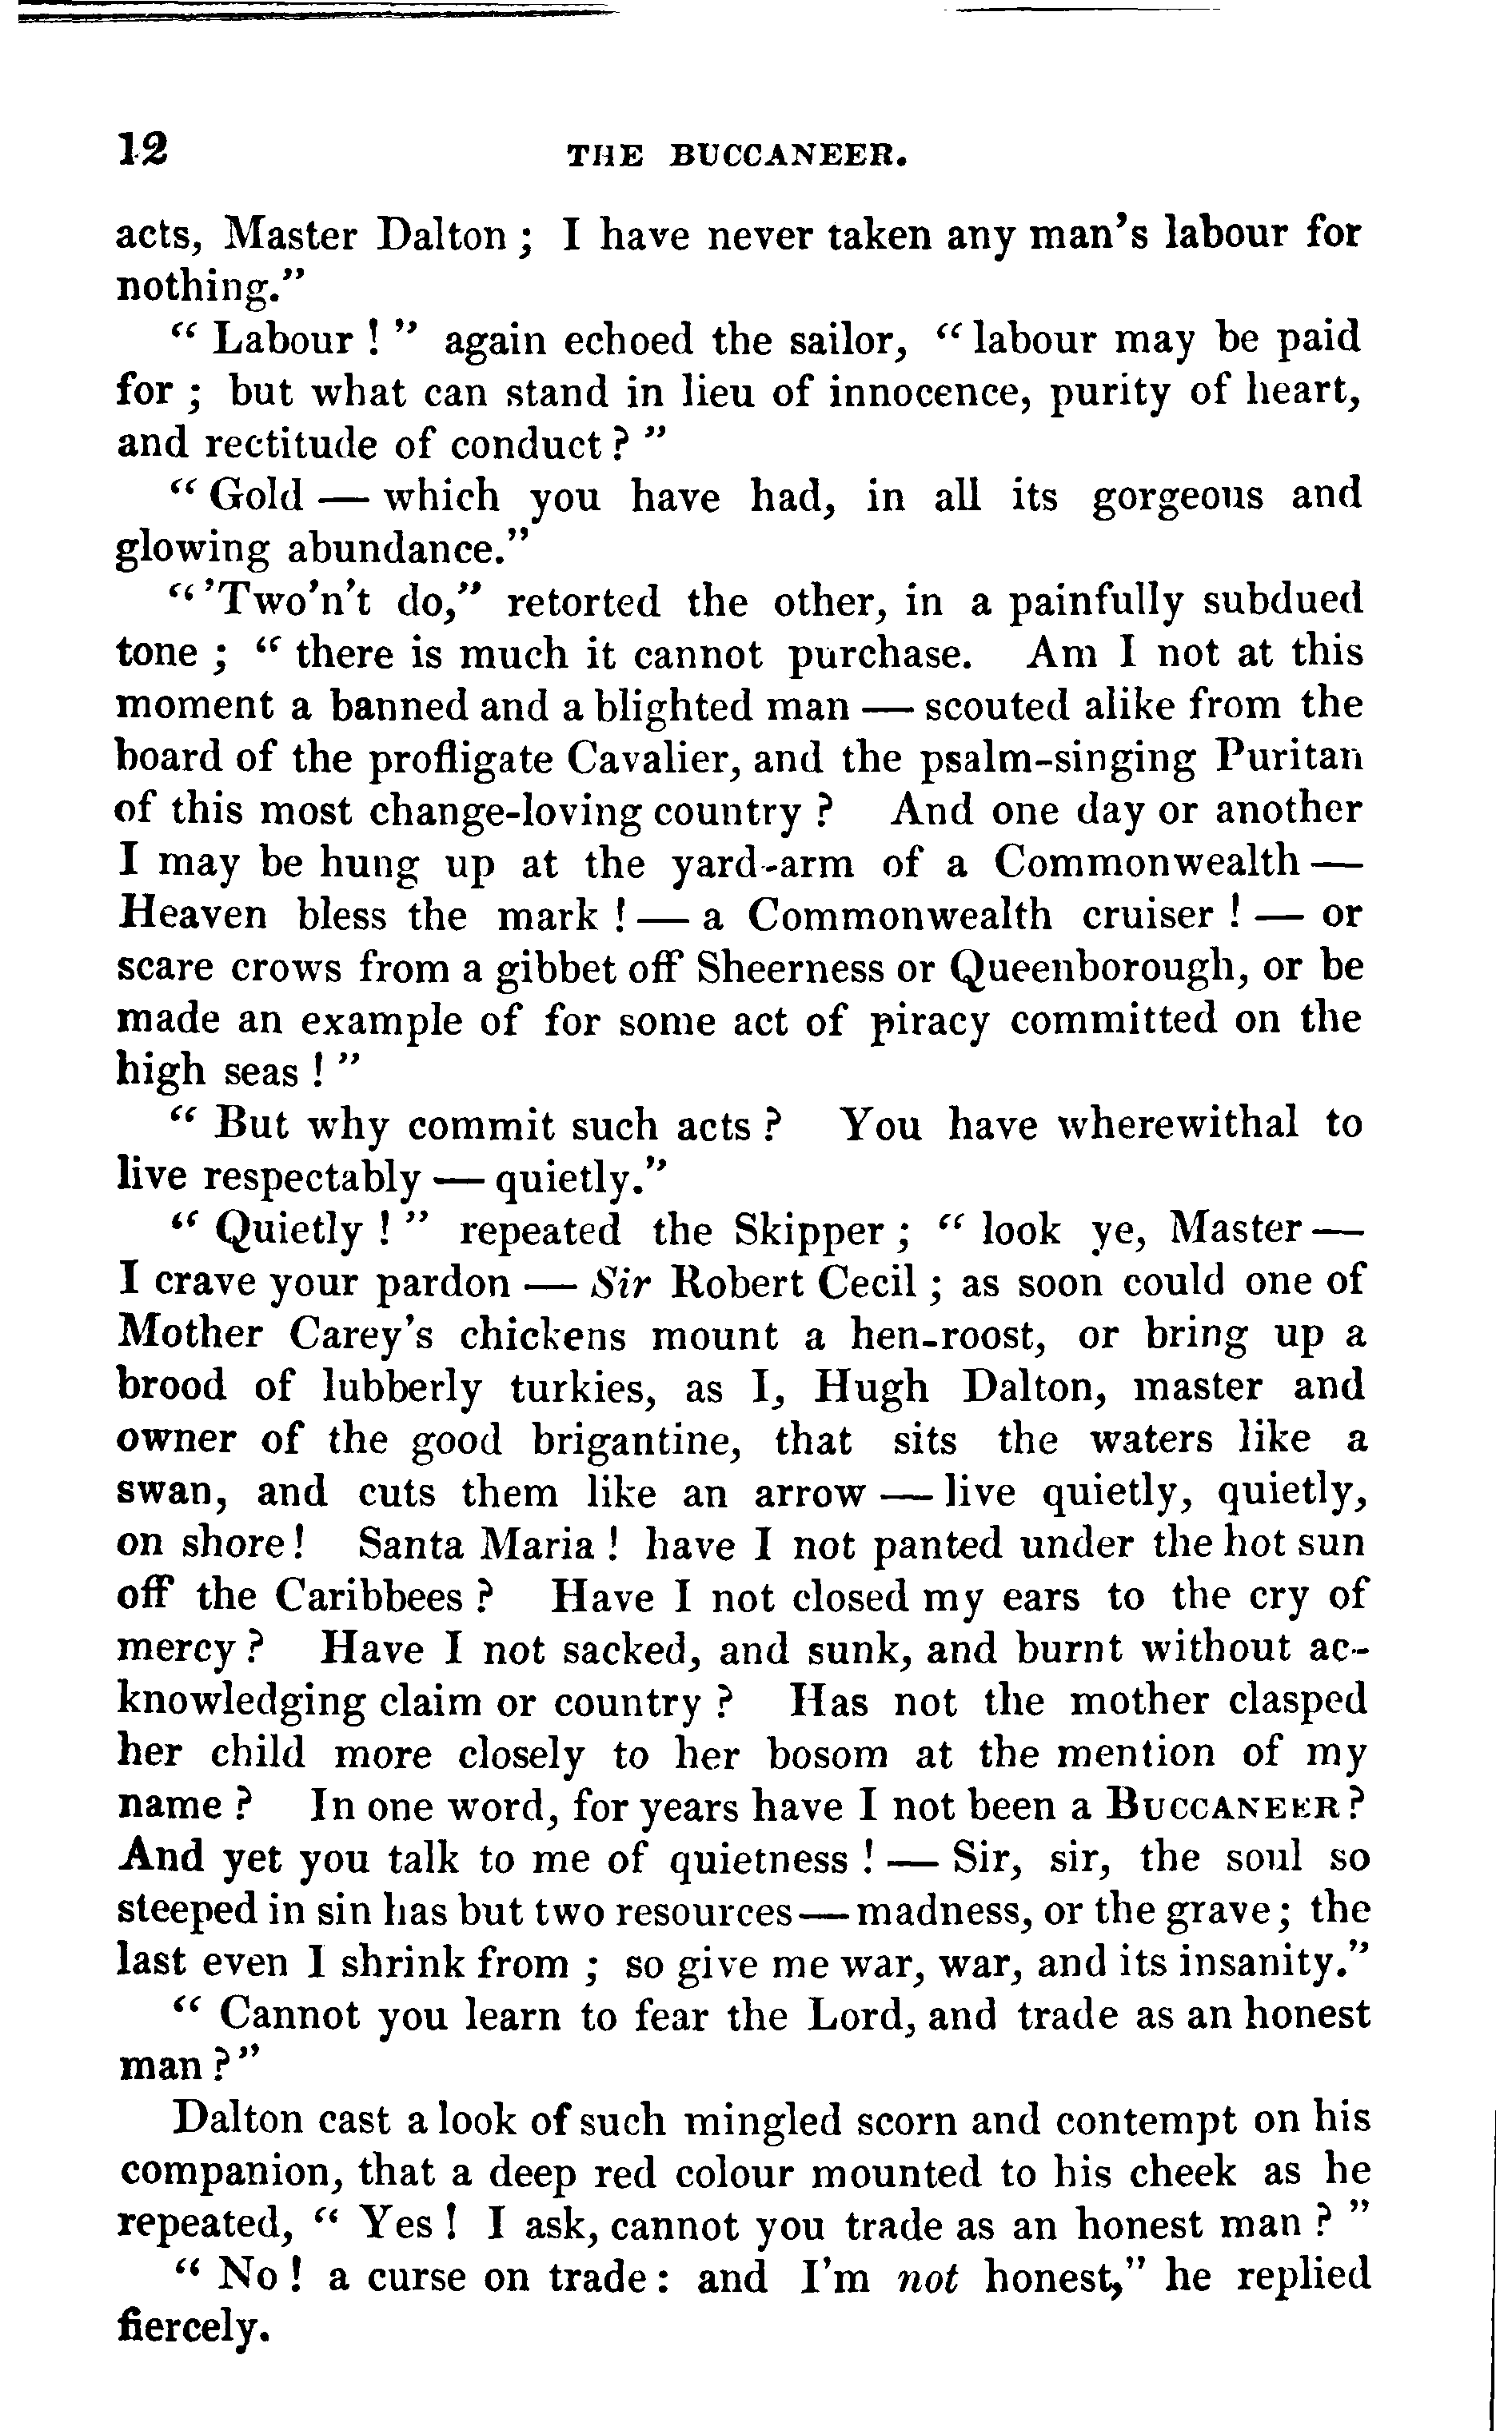 12 THE BUCCANEER.
acts, Master Dalton ; I have never taken any man's labour for
nothing."
" Labour ! " again echoed the sailor, " labour may be paid
for ; but what can stand in lieu of innocence, purity of heart,
and rectitude of conduct ? "
" Gold — which you have had, in all its gorgeous and
glowing abundance."
" 'Two'n't do," retorted the other, in a painfully subdued
tone ; " there is much it cannot purchase. Am I not at this
moment a banned and a blighted man — scouted alike from the
board of the profligate Cavalier, and the psalm-singing Puritan
of this most change-loving country ? And one day or another
I may be hung up at the yard-arm of a Commonwealth —
Heaven bless the mark ! — a Commonwealth cruiser ! — or
scare crows from a gibbet off Sheerness or Queenborough, or be
made an example of for some act of piracy committed on the
high seas ! "
" But why commit such acts ? You have wherewithal to
live respectably — quietly."
" Quietly ! " repeated the Skipper ; " look ye, Master —
I crave your pardon — Sir Robert Cecil ; as soon could one of
Mother Carey's chickens mount a hen-roost, or bring up a
brood of lubberly turkies, as I, Hugh Dalton, master and
owner of the good brigantine, that sits the waters like a
swan, and cuts them like an arrow — live quietly, quietly,
on shore ! Santa Maria ! have I not panted under the hot sun
off the Caribbees ? Have I not closed my ears to the cry of
mercy ? Have I not sacked, and sunk, and burnt without ac-
knowledging claim or country ? Has not the mother clasped
her child more closely to her bosom at the mention of my
name ? In one word, for years have I not been a BUCCANEER ?
And yet you talk to me of quietness ! — Sir, sir, the soul so
steeped in sin has but two resources — madness, or the grave ; the
last even I shrink from ; so give me war, war, and its insanity."
" Cannot you learn to fear the Lord, and trade as an honest
man ?"
Dalton cast a look of such mingled scorn and contempt on his
companion, that a deep red colour mounted to his cheek as he
repeated, " Yes ! I ask, cannot you trade as an honest man ? "
" No ! a curse on trade : and I'm not honest," he replied
fiercely.